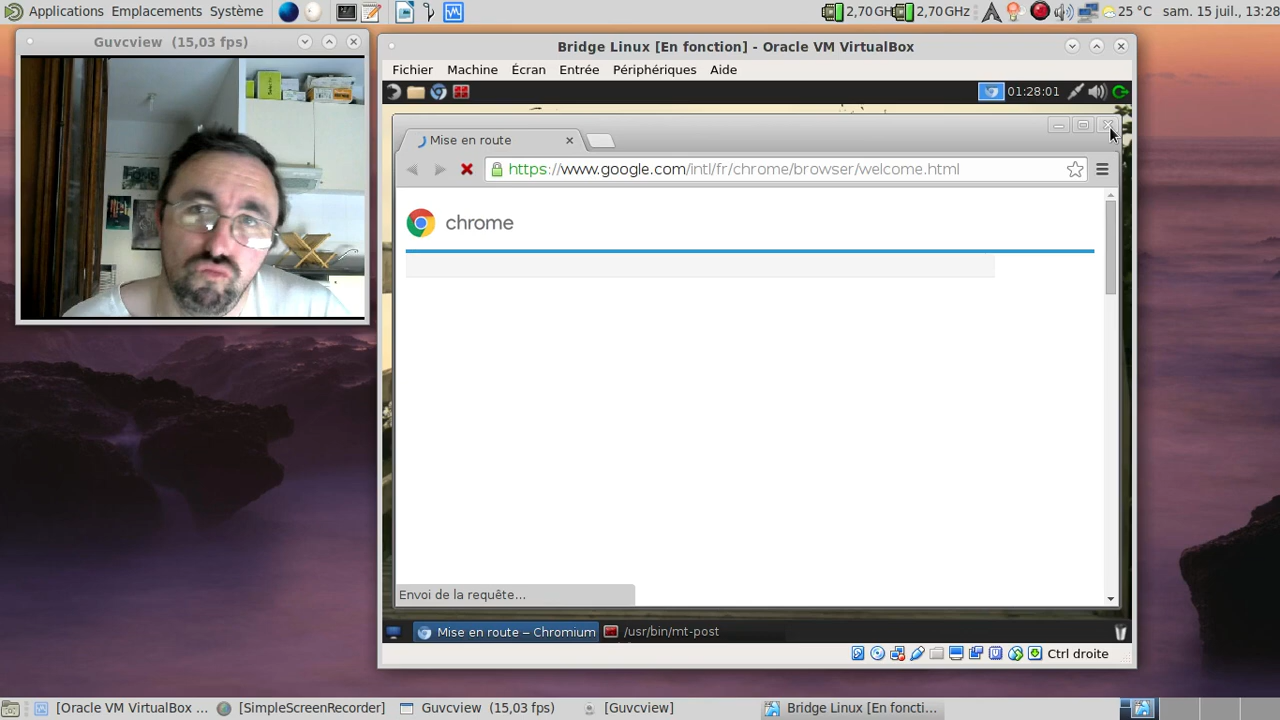 Applications Emplacements Système
2,70 GH 2,70 GHz 25 °C sam. 15 juil., 13:28
Guvcview (15,03 fps)
Bridge Linux [En fonction] - Oracle VM VirtualBox
Fichier Machine Écran Entrée Périphériques Aide
01:28:01
Mise en route
https://www.google.com/intl/fr/chrome/browser/welcome.html
chrome
Envoi de la requête...
Mise en route – Chromium /usr/bin/mt-post
Ctrl droite
[Oracle VM VirtualBox ... [SimpleScreenRecorder] Guvcview (15,03 fps) [Guvcview] Bridge Linux [En foncti...